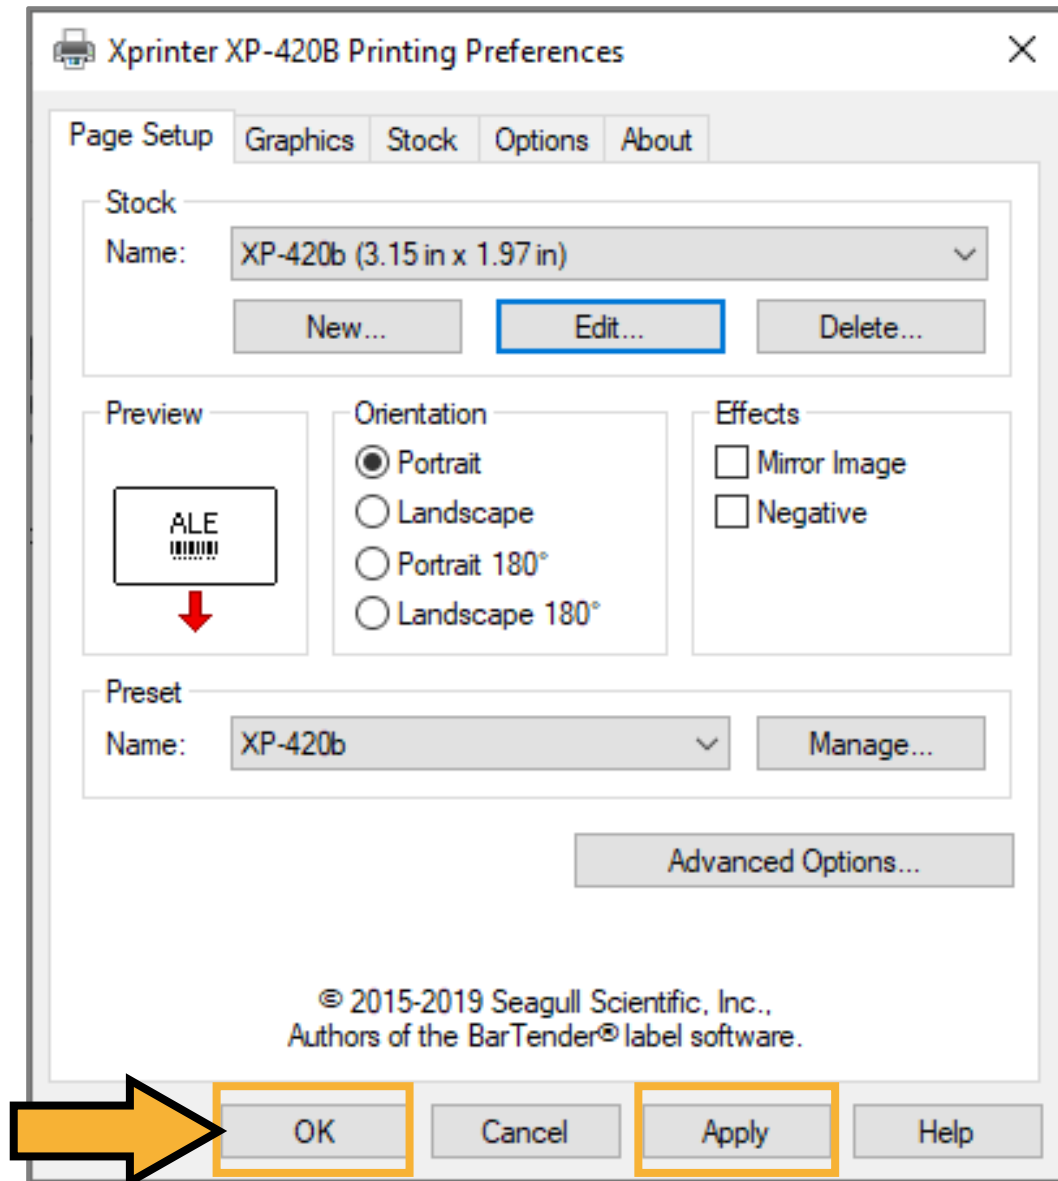 Xprinter XP-420B Printing Preferences
Page Setup Graphics Stock Options About
Stock
Name: XP-420b (3.15 in x 1.97 in)
New... Edit... Delete...
Preview
ALE
Orientation
Portrait
Landscape
Portrait 180°
Landscape 180°
Effects
Mirror Image
Negative
Preset
Name: XP-420b Manage...
Advanced Options...
© 2015-2019 Seagull Scientific, Inc.,
Authors of the BarTender® label software.
OK Cancel Apply Help